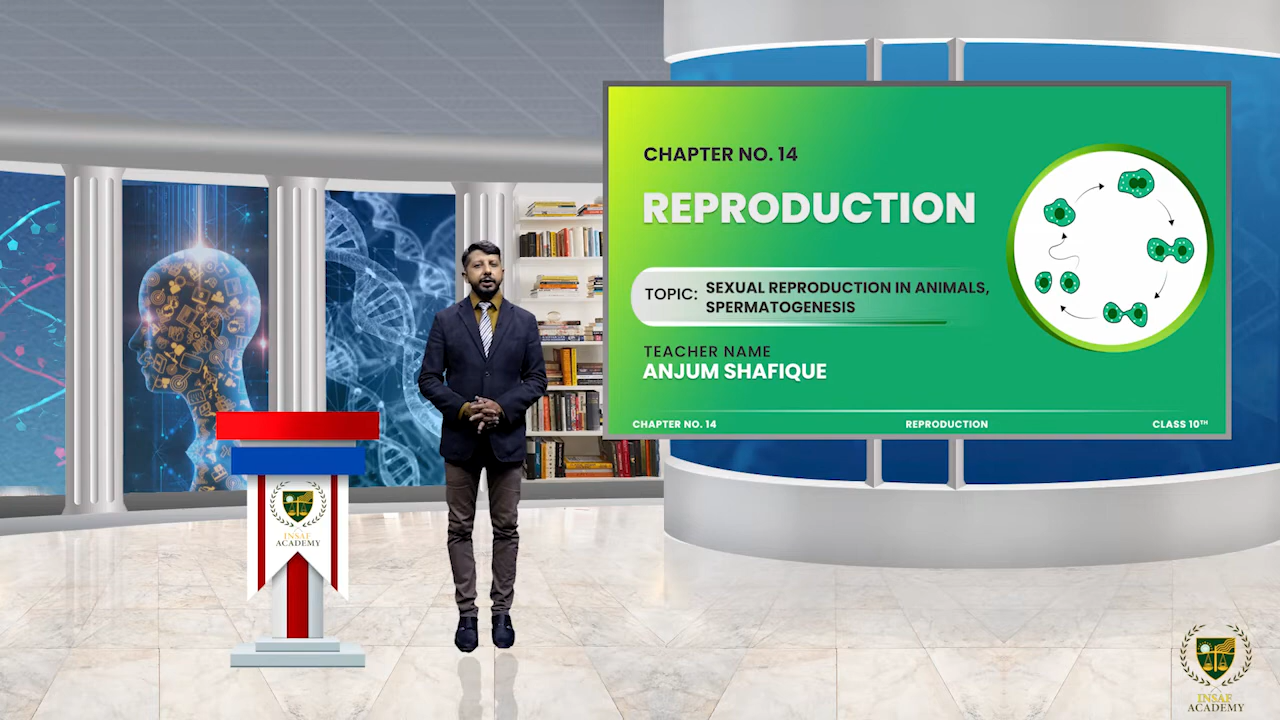 CHAPTER NO. 14
REPRODUCTION
TOPIC: SEXUAL REPRODUCTION IN ANIMALS,
SPERMATOGENESIS
TEACHER NAME
ANJUM SHAFIQUE
CHAPTER NO. 14 REPRODUCTION CLASS 10TH
INSAF
ACADEMY
INSAF
ACADEMY